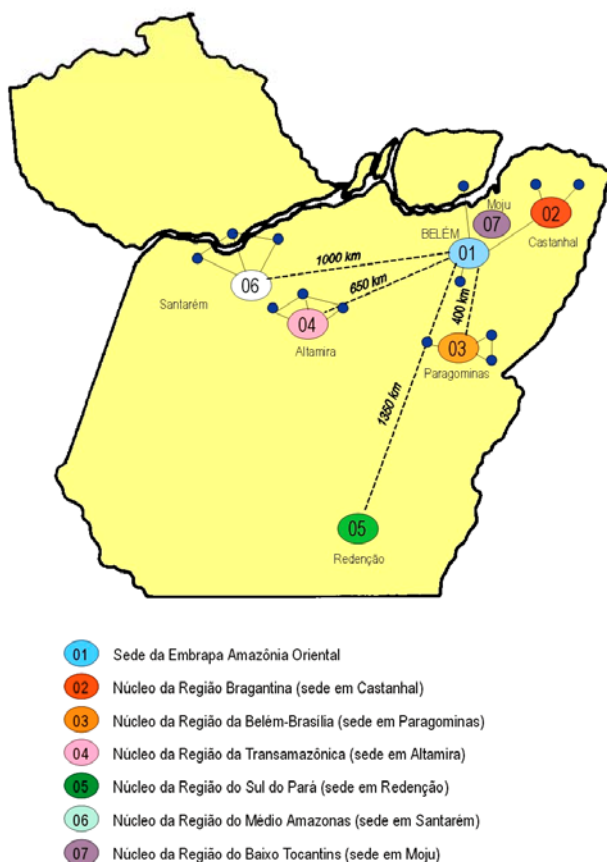 Moju
07
02
BELÉM
01
Castanhal
1000 km
06
650 km
Santarém
400 km
04
03
Altamira
Paragominas
1350 km
05
Redenção
01 Sede da Embrapa Amazônia Oriental
02 Núcleo da Região Bragantina (sede em Castanhal)
03 Núcleo da Região da Belém-Brasília (sede em Paragominas)
04 Núcleo da Região da Transamazônica (sede em Altamira)
05 Núcleo da Região do Sul do Pará (sede em Redenção)
06 Núcleo da Região do Médio Amazonas (sede em Santarém)
07 Núcleo da Região do Baixo Tocantins (sede em Moju)